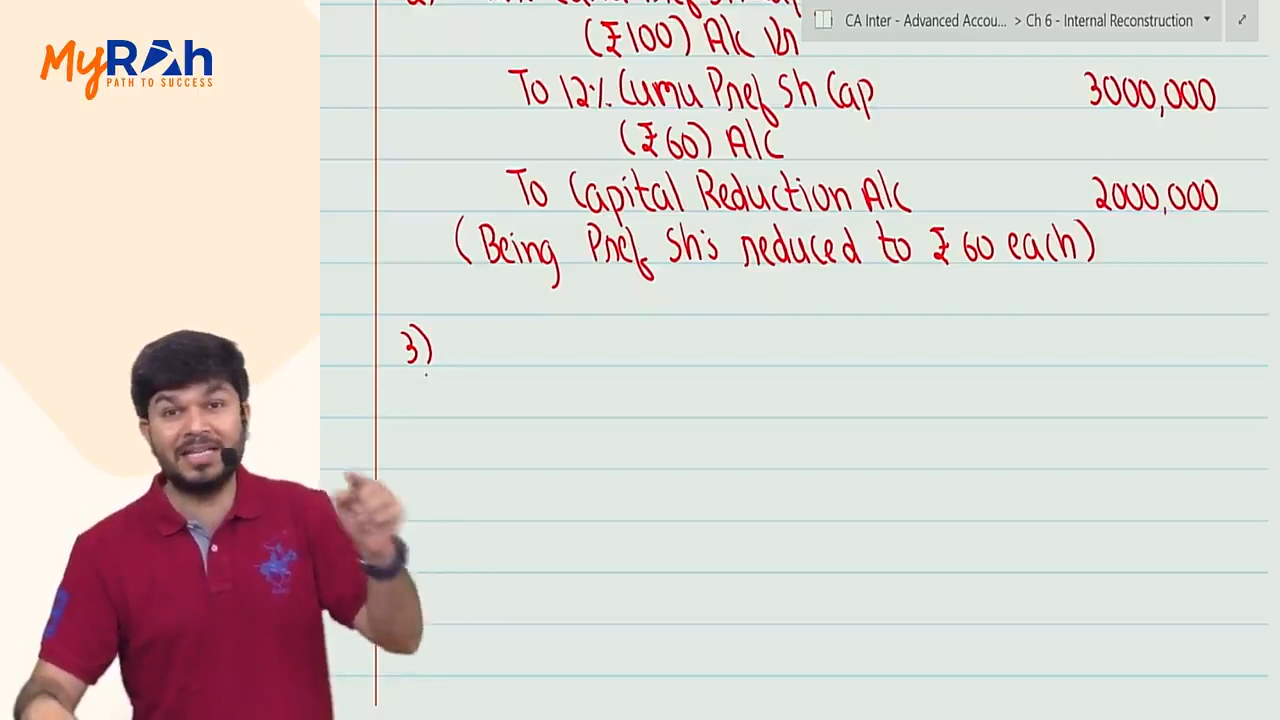 MyRAh
PATH TO SUCCESS
CA Inter - Advanced Accou... > Ch 6 - Internal Reconstruction
(₹100) A/c Dr
To 12% Cumu Pref Sh Cap 3000,000
(₹60) A/c
To Capital Reduction A/c 2000,000
(Being Pref Sh's reduced to ₹ 60 each)
3)